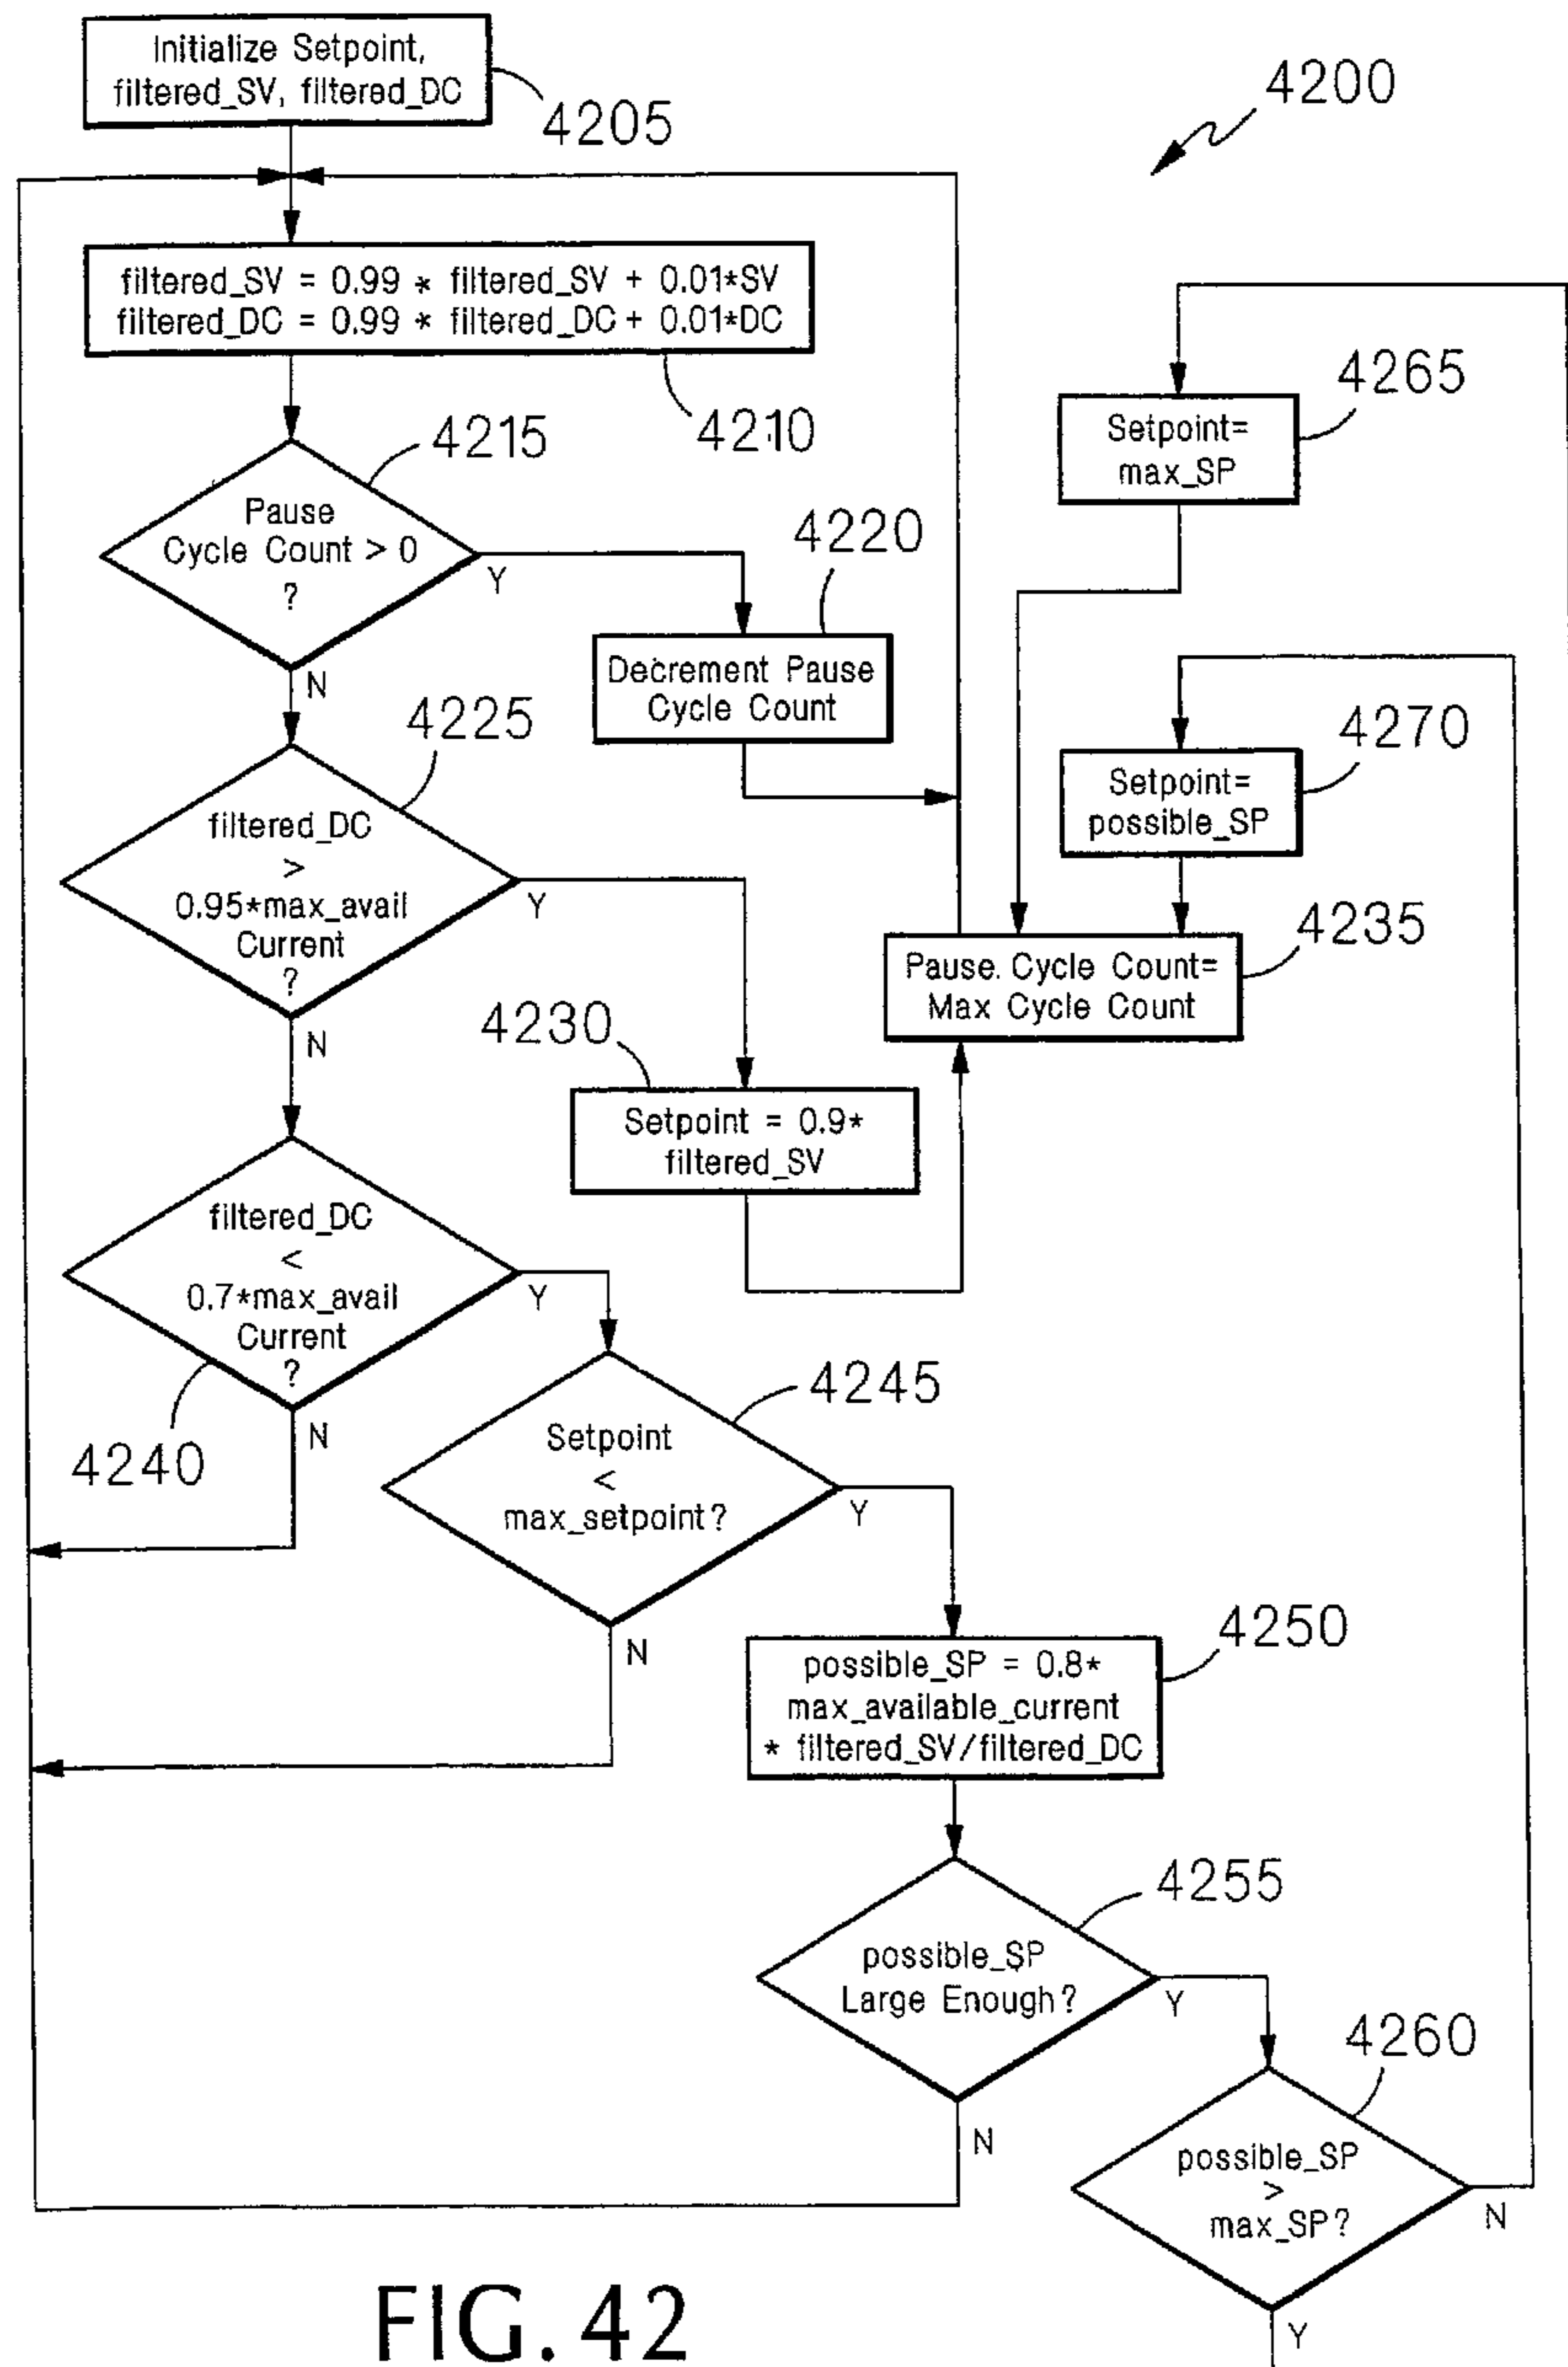 Initialize Setpoint,
filtered_SV, filtered_DC
4205
4200
filtered_SV = 0.99 * filtered_SV + 0.01*SV
filtered_DC = 0.99 * filtered_DC + 0.01*DC
4210
4215
Pause
Cycle Count > 0
?
Y
N
4220
Decrement Pause
Cycle Count
4265
Setpoint=
max_SP
4270
Setpoint=
possible_SP
4225
filtered_DC
>
0.95*max_avail
Current
?
Y
N
4235
Pause. Cycle Count=
Max Cycle Count
4230
Setpoint = 0.9*
filtered_SV
filtered_DC
<
0.7*max_avail
Current
?
Y
N
4240
4245
Setpoint
<
max_setpoint?
Y
N
4250
possible_SP = 0.8*
max_available_current
* filtered_SV/filtered_DC
4255
possible_SP
Large Enough?
Y
N
4260
possible_SP
>
max_SP?
N
Y
FIG. 42